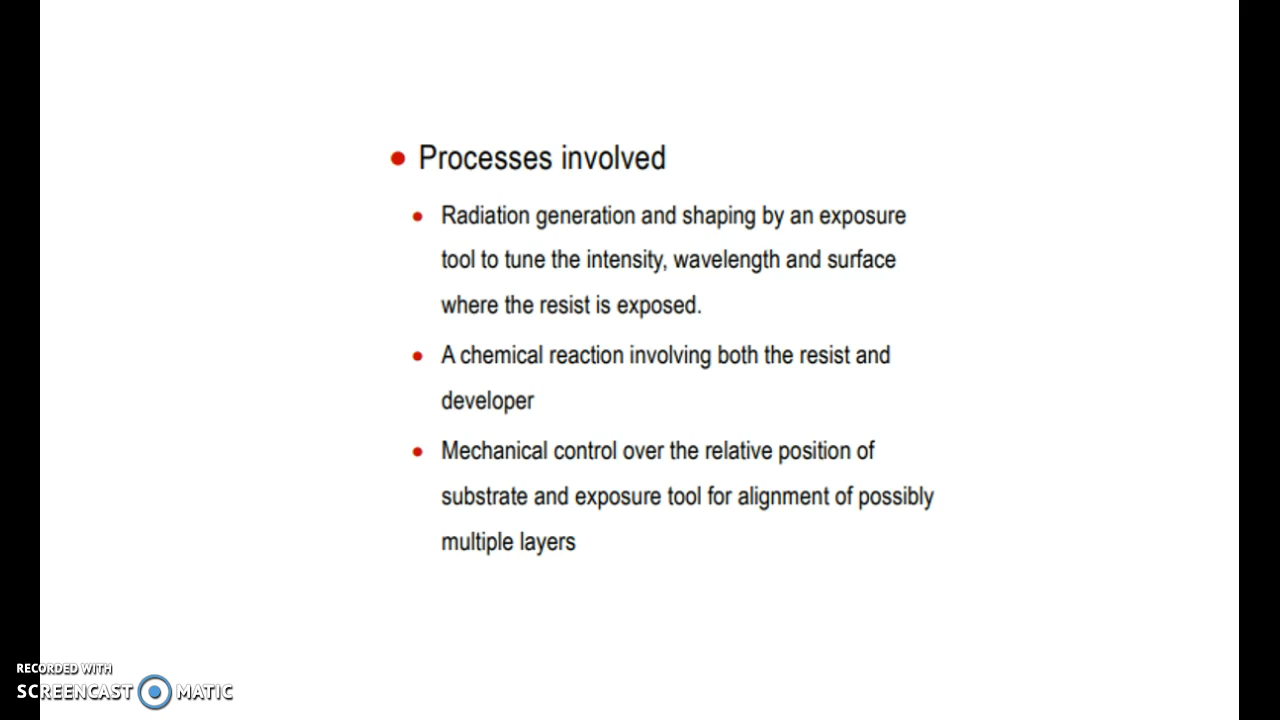 Processes involved
Radiation generation and shaping by an exposure
tool to tune the intensity, wavelength and surface
where the resist is exposed.
A chemical reaction involving both the resist and
developer
Mechanical control over the relative position of
substrate and exposure tool for alignment of possibly
multiple layers
RECORDED WITH
SCREENCAST MATIC